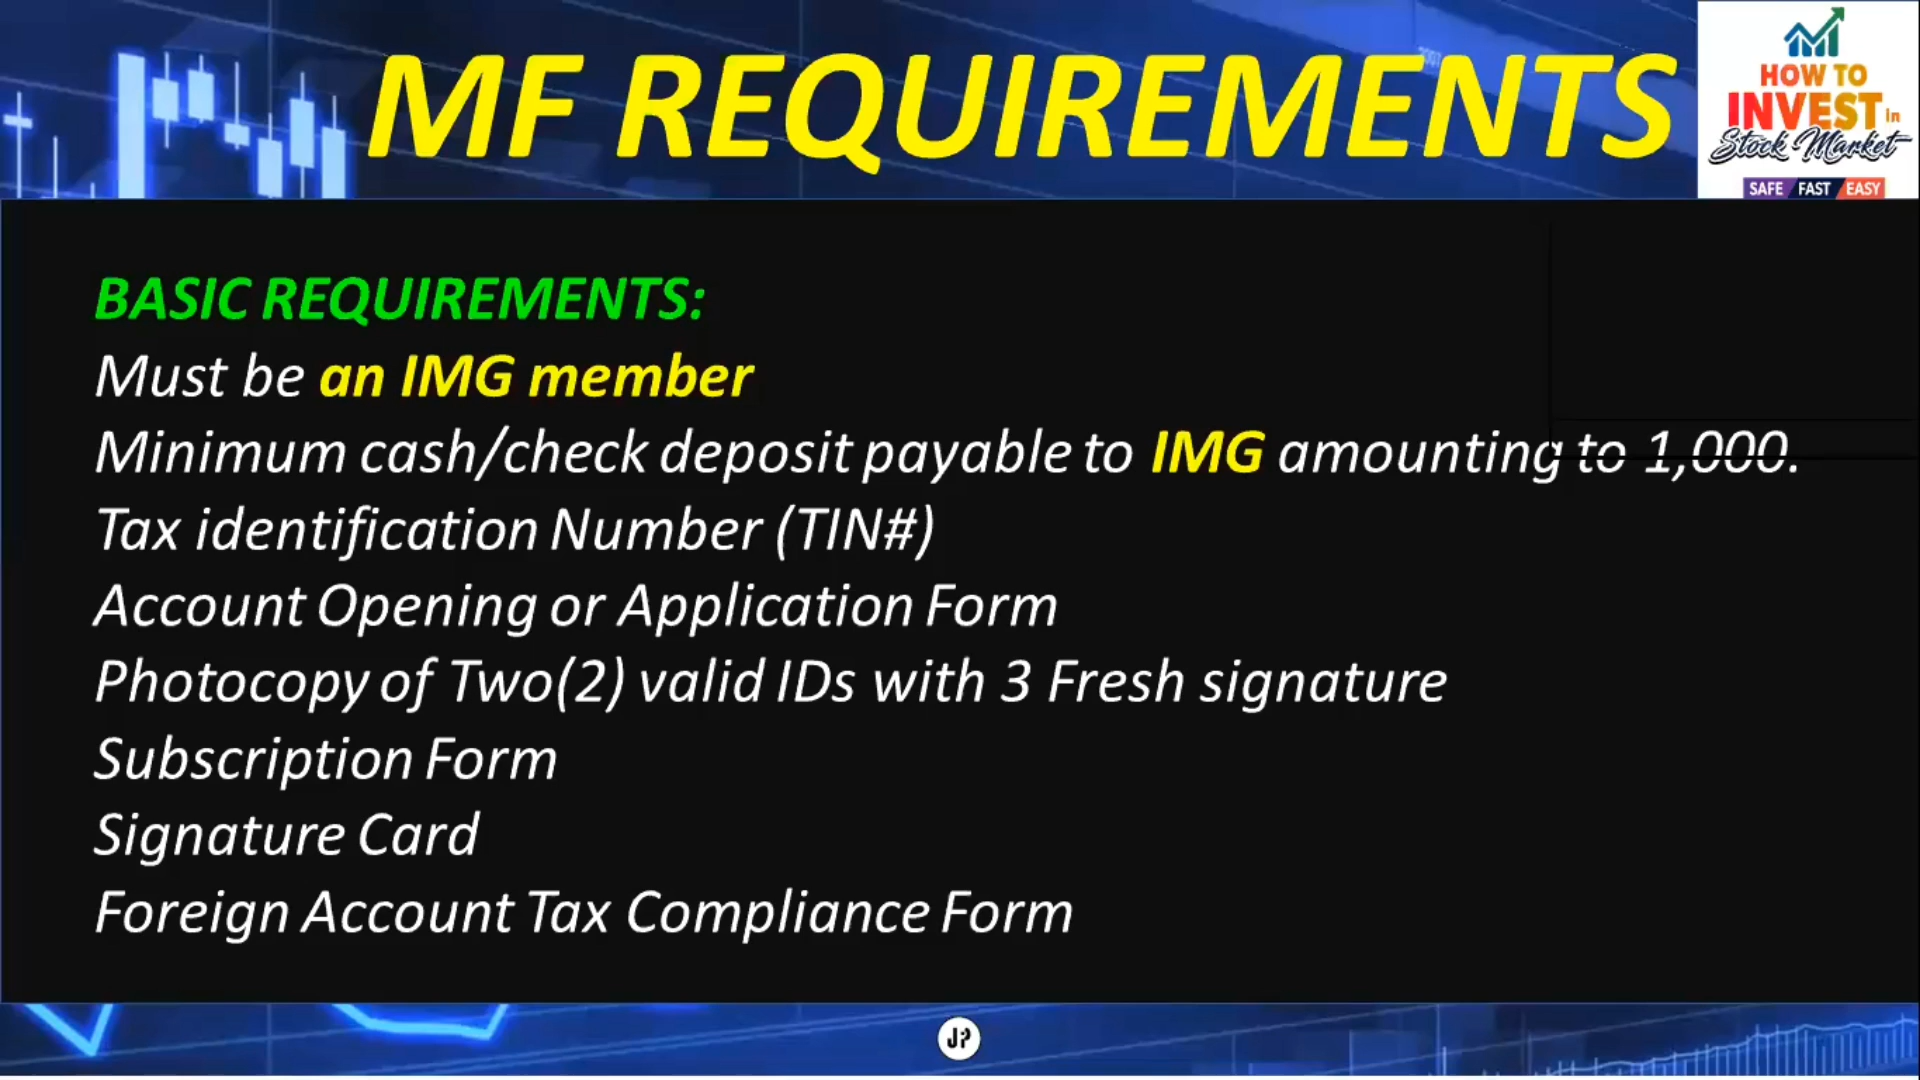 MF REQUIREMENTS
HOW TO
INVEST in
Stock Market
SAFE FAST EASY
BASIC REQUIREMENTS:
Must be an IMG member
Minimum cash/check deposit payable to IMG amounting to 1,000.
Tax identification Number (TIN#)
Account Opening or Application Form
Photocopy of Two(2) valid IDs with 3 Fresh signature
Subscription Form
Signature Card
Foreign Account Tax Compliance Form